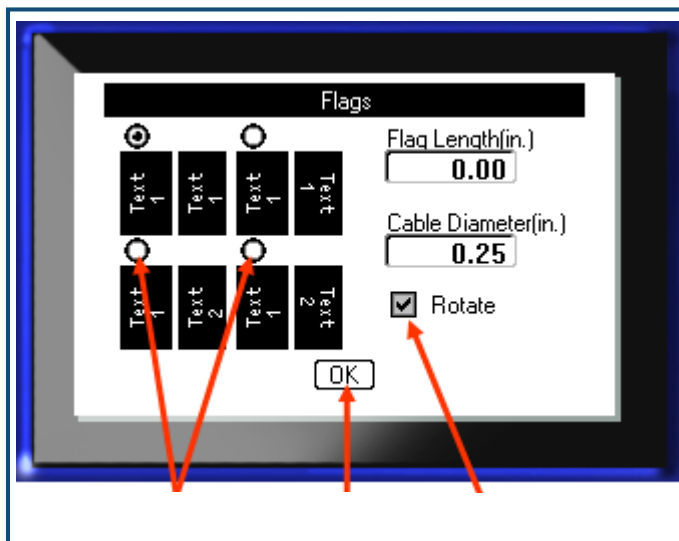 Flags
Flag Length(in.)
0.00
Text 1
Text 1
Text 1
Text 1
Cable Diameter(in.)
0.25
Text 1
Text 2
Text 1
Text 2
Rotate
OK